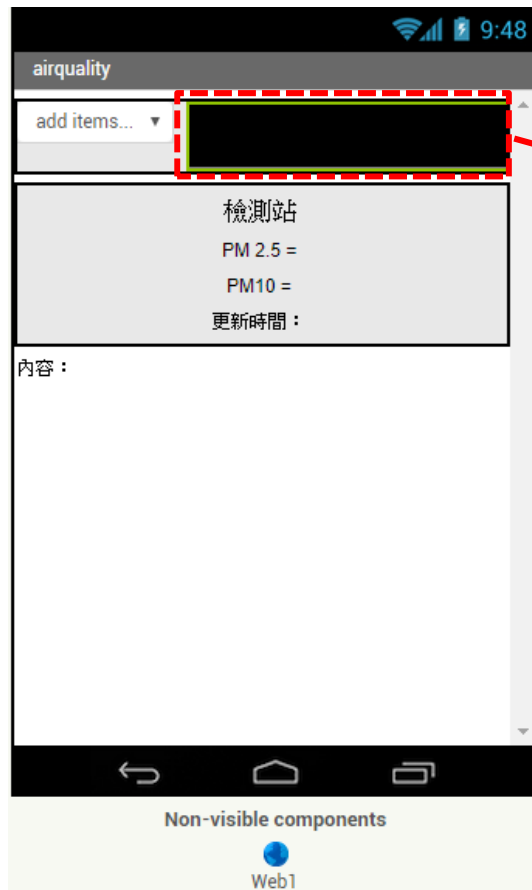 9:48
airquality
add items...
檢測站
PM 2.5 =
PM10 =
更新時間：
內容：
Non-visible components
Web1